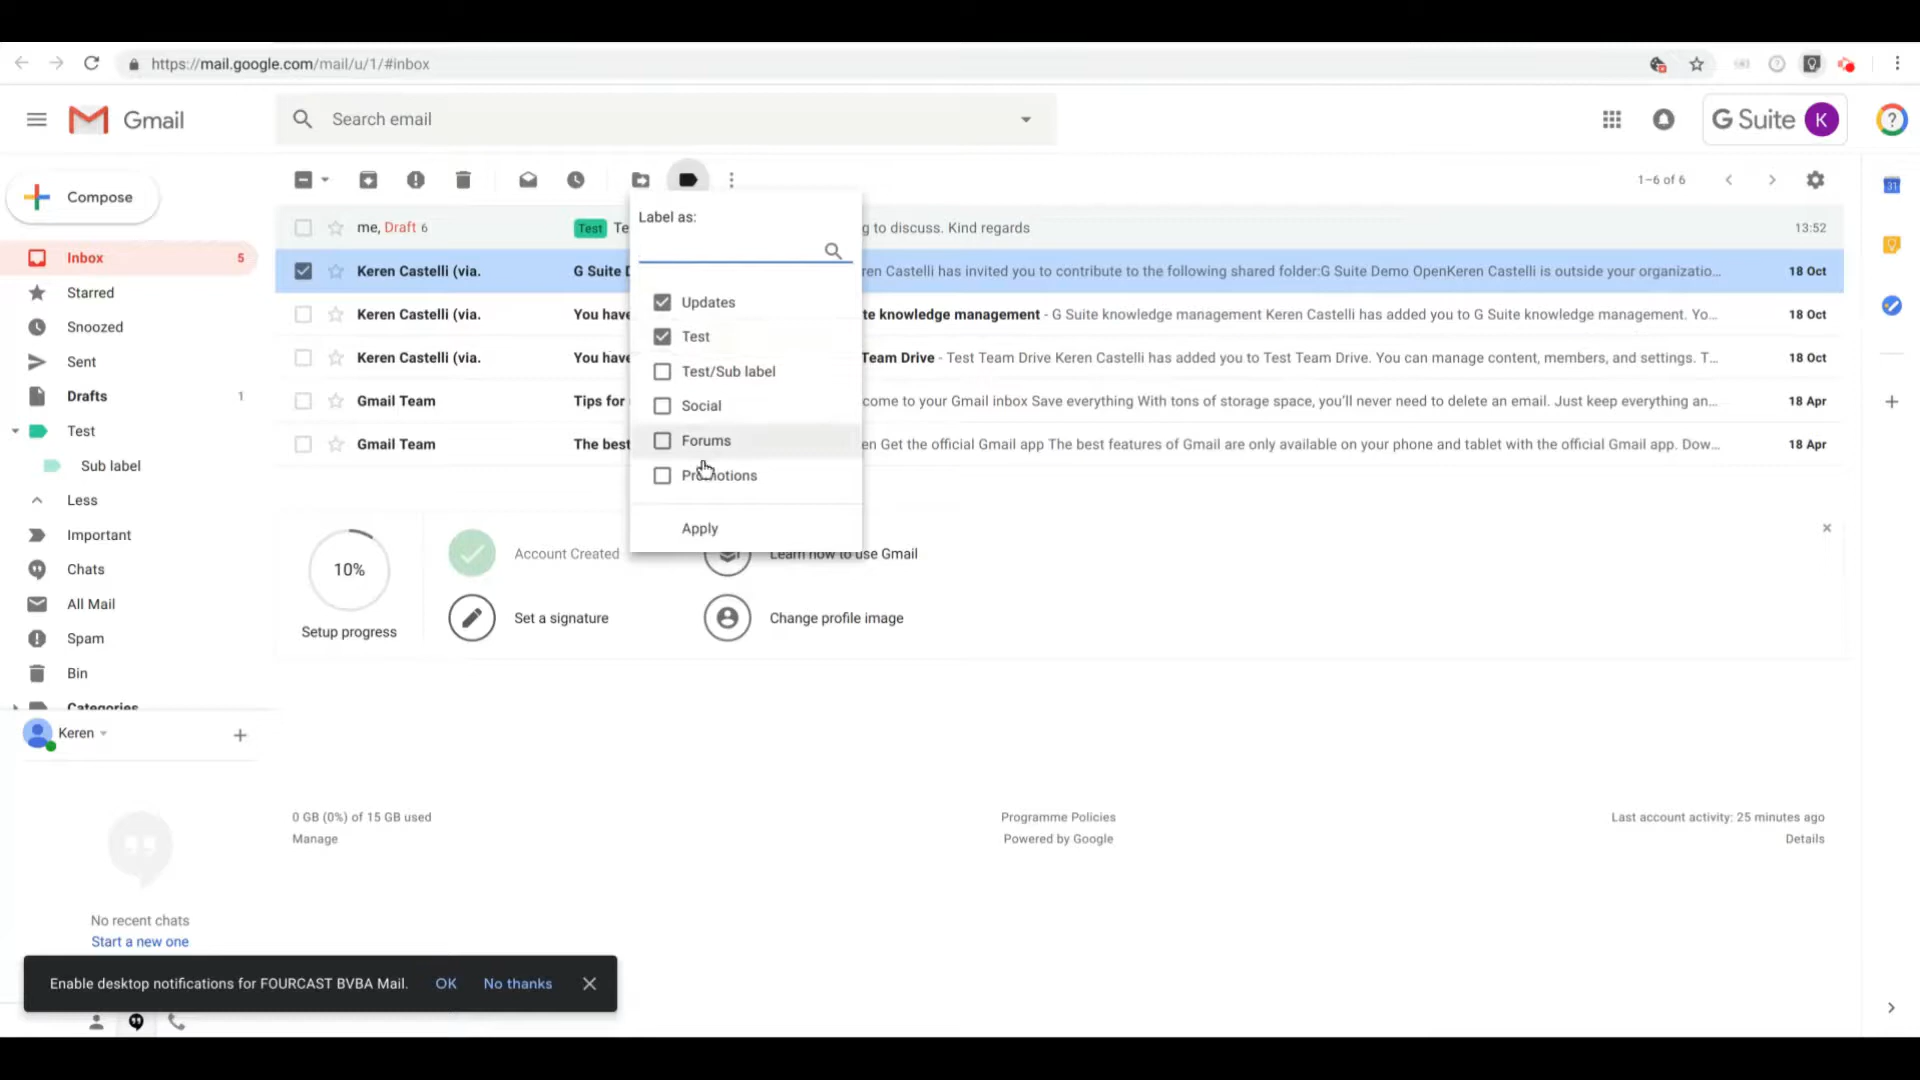 https://mail.google.com/mail/u/1/#inbox
Gmail
Search email
G Suite K
?
Compose
1–6 of 6
31
Label as:
me, Draft 6
Test Te
g to discuss. Kind regards
13:52
Inbox 5
Keren Castelli (via.
G Suite D
ren Castelli has invited you to contribute to the following shared folder:G Suite Demo OpenKeren Castelli is outside your organizatio...
18 Oct
Starred
Updates
Keren Castelli (via.
You have
te knowledge management - G Suite knowledge management Keren Castelli has added you to G Suite knowledge management. Yo...
18 Oct
Snoozed
Test
Keren Castelli (via.
You have
Team Drive - Test Team Drive Keren Castelli has added you to Test Team Drive. You can manage content, members, and settings. T...
18 Oct
Sent
Test/Sub label
Drafts 1
Social
Gmail Team
Tips for
come to your Gmail inbox Save everything With tons of storage space, you'll never need to delete an email. Just keep everything an...
18 Apr
Test
Forums
Gmail Team
The best
en Get the official Gmail app The best features of Gmail are only available on your phone and tablet with the official Gmail app. Dow...
18 Apr
Sub label
Promotions
Less
Apply
Important
Account Created
Learn how to use Gmail
Chats
10%
All Mail
Set a signature
Change profile image
Setup progress
Spam
Bin
Categories
Keren
0 GB (0%) of 15 GB used
Manage
Programme Policies
Powered by Google
Last account activity: 25 minutes ago
Details
No recent chats
Start a new one
Enable desktop notifications for FOURCAST BVBA Mail. OK No thanks